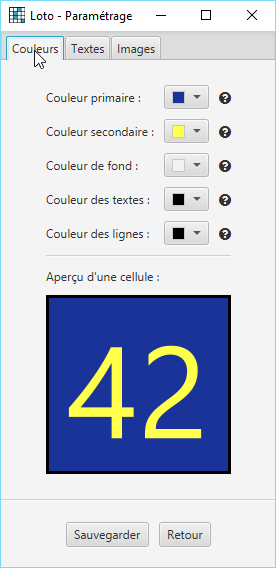 Loto - Paramétrage
Couleurs Textes Images
Couleur primaire :
Couleur secondaire :
Couleur de fond :
Couleur des textes :
Couleur des lignes :
Aperçu d'une cellule :
42
Sauvegarder Retour